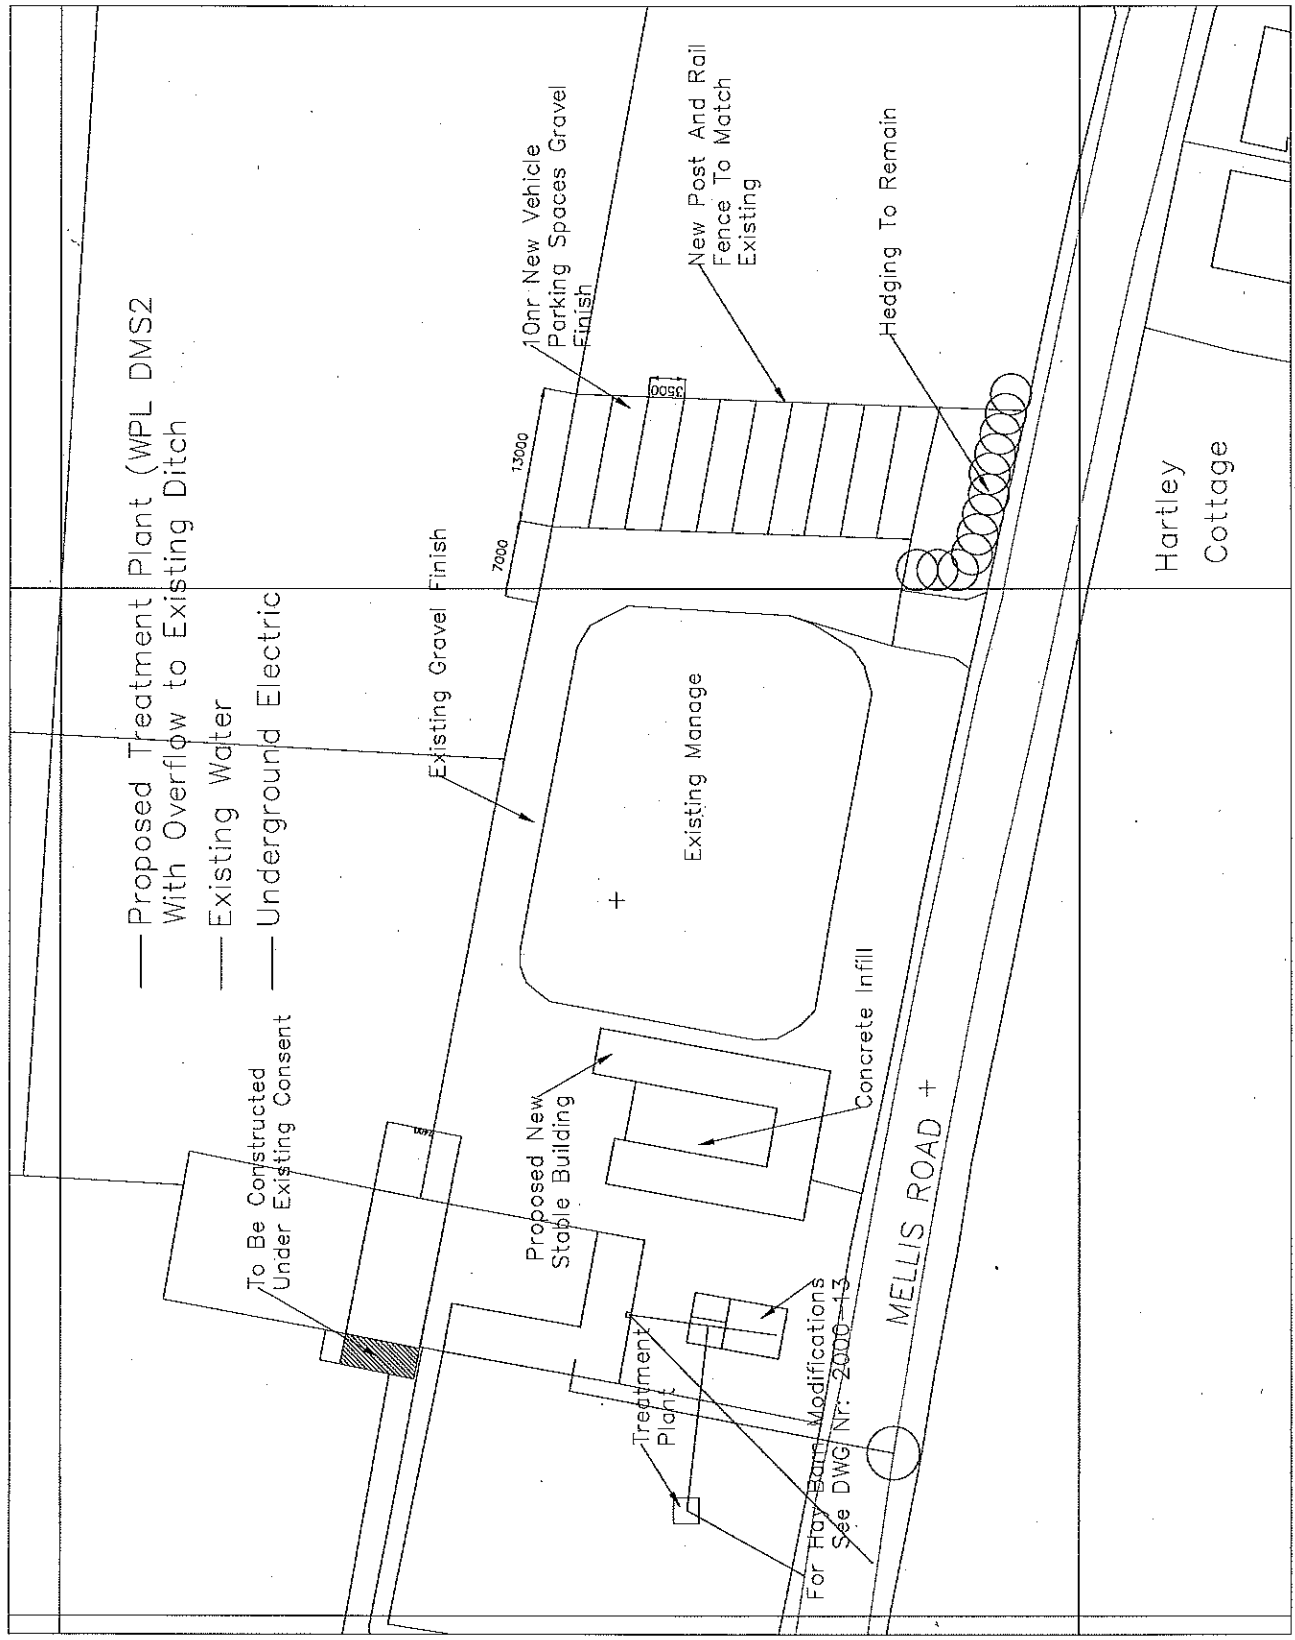 Proposed Treatment Plant (WPL DMS2
With Overflow to Existing Ditch
Existing Water
Underground Electric
To Be Constructed
Under Existing Consent
2400
Existing Gravel Finish
7000
13000
3500
10nr New Vehicle
Parking Spaces Gravel
Finish
New Post And Rail
Fence To Match
Existing
Hedging To Remain
Proposed New
Stable Building
Existing Manage
Concrete Infill
Treatment
Plant
For Hay Barn Modifications
See DWG Nr: 2000-13
MELLIS ROAD
Hartley
Cottage